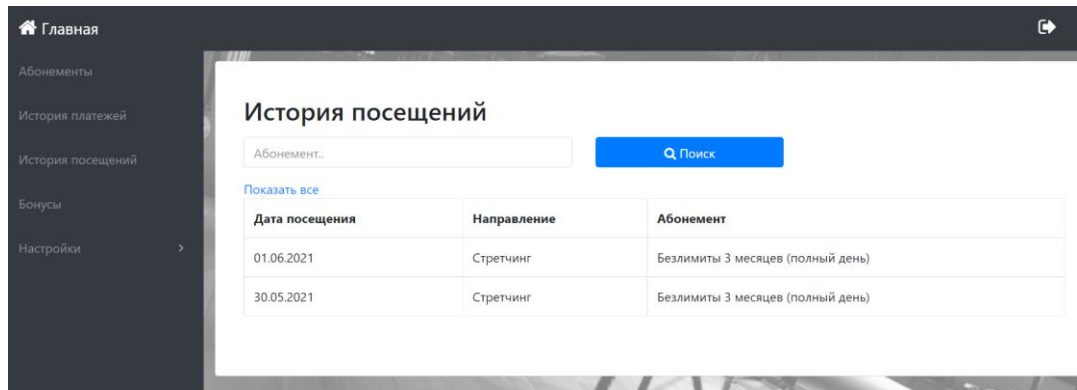 Главная
Абонементы
История платежей
История посещений
Бонусы
Настройки
История посещений
Абонемент..
Поиск
Показать все
Дата посещения Направление Абонемент
01.06.2021 Стретчинг Безлимиты 3 месяцев (полный день)
30.05.2021 Стретчинг Безлимиты 3 месяцев (полный день)